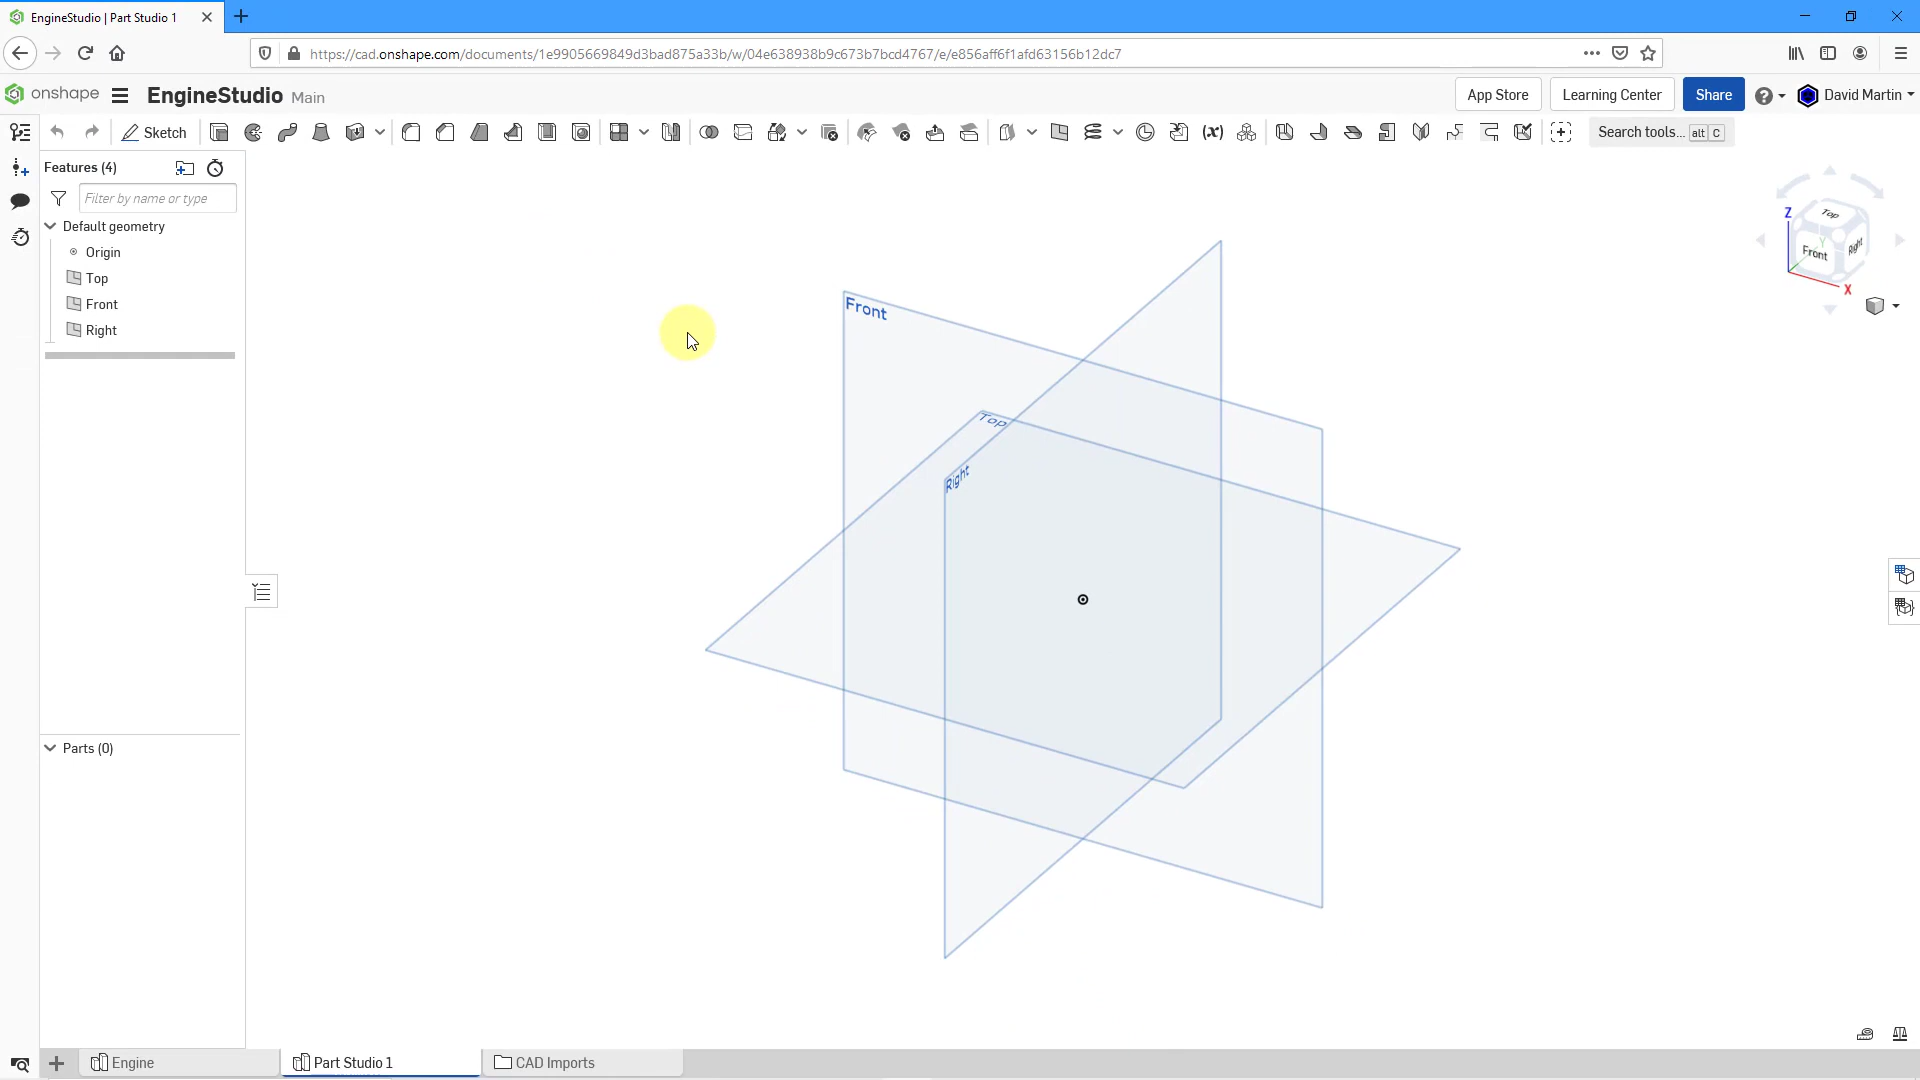 EngineStudio | Part Studio 1
https://cad.onshape.com/documents/1e9905669849d3bad875a33b/w/04e638938b9c673b7bcd4767/e/e856aff6f1afd63156b12dc7
onshape EngineStudio Main App Store Learning Center Share David Martin
Sketch Search tools... alt C
Features (4)
Filter by name or type
Default geometry
Origin
Top
Front
Right
Parts (0)
Front
Top
Right
Top
Z
Front
Y
Right
X
Engine Part Studio 1 CAD Imports